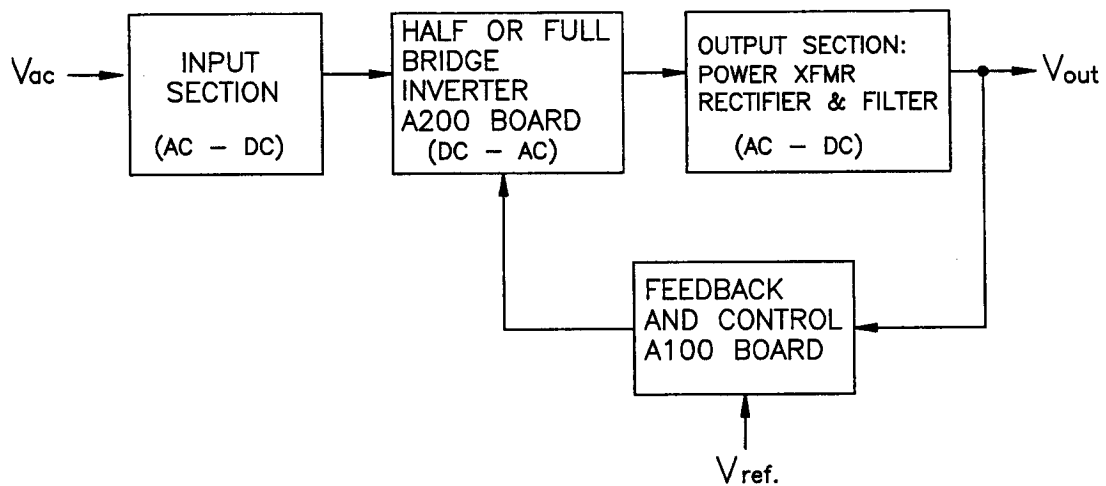 Vac
INPUT
SECTION
(AC - DC)
HALF OR FULL
BRIDGE
INVERTER
A200 BOARD
(DC - AC)
OUTPUT SECTION:
POWER XFMR
RECTIFIER & FILTER
(AC - DC)
Vout
FEEDBACK
AND CONTROL
A100 BOARD
Vref.